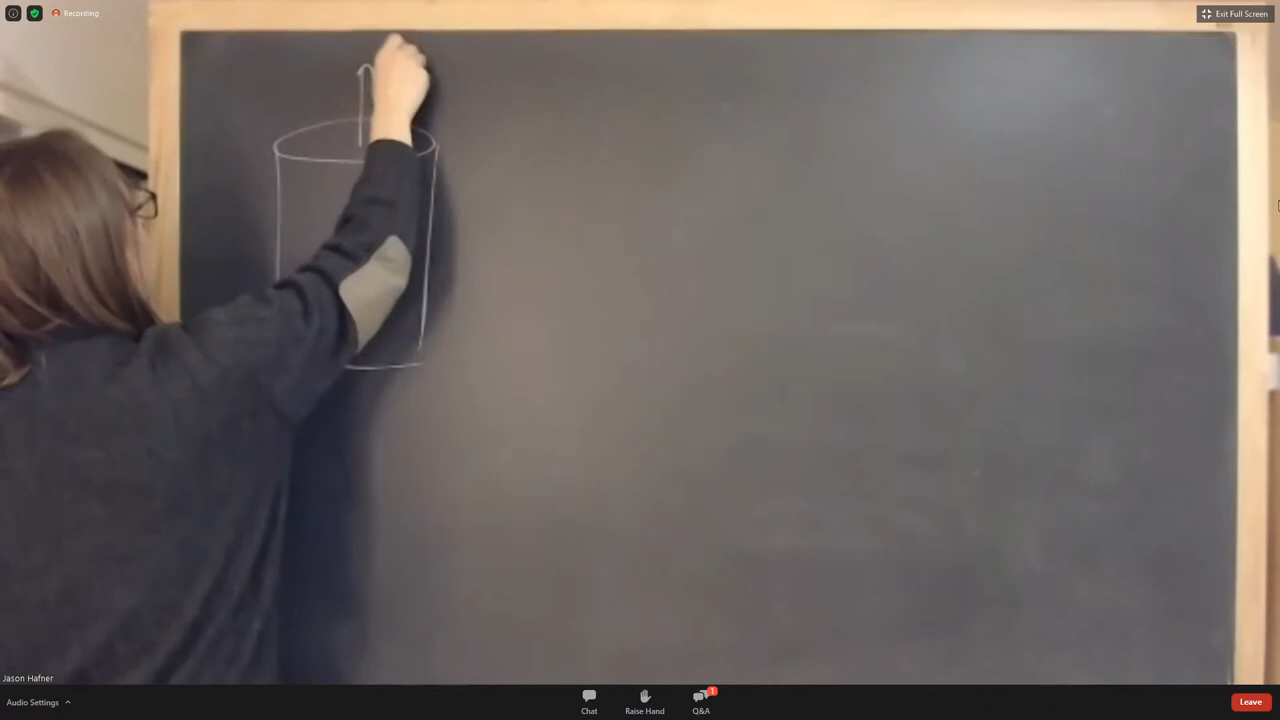 Recording
Exit Full Screen
Jason Hafner
Audio Settings
Chat
Raise Hand
1
Q&A
Leave